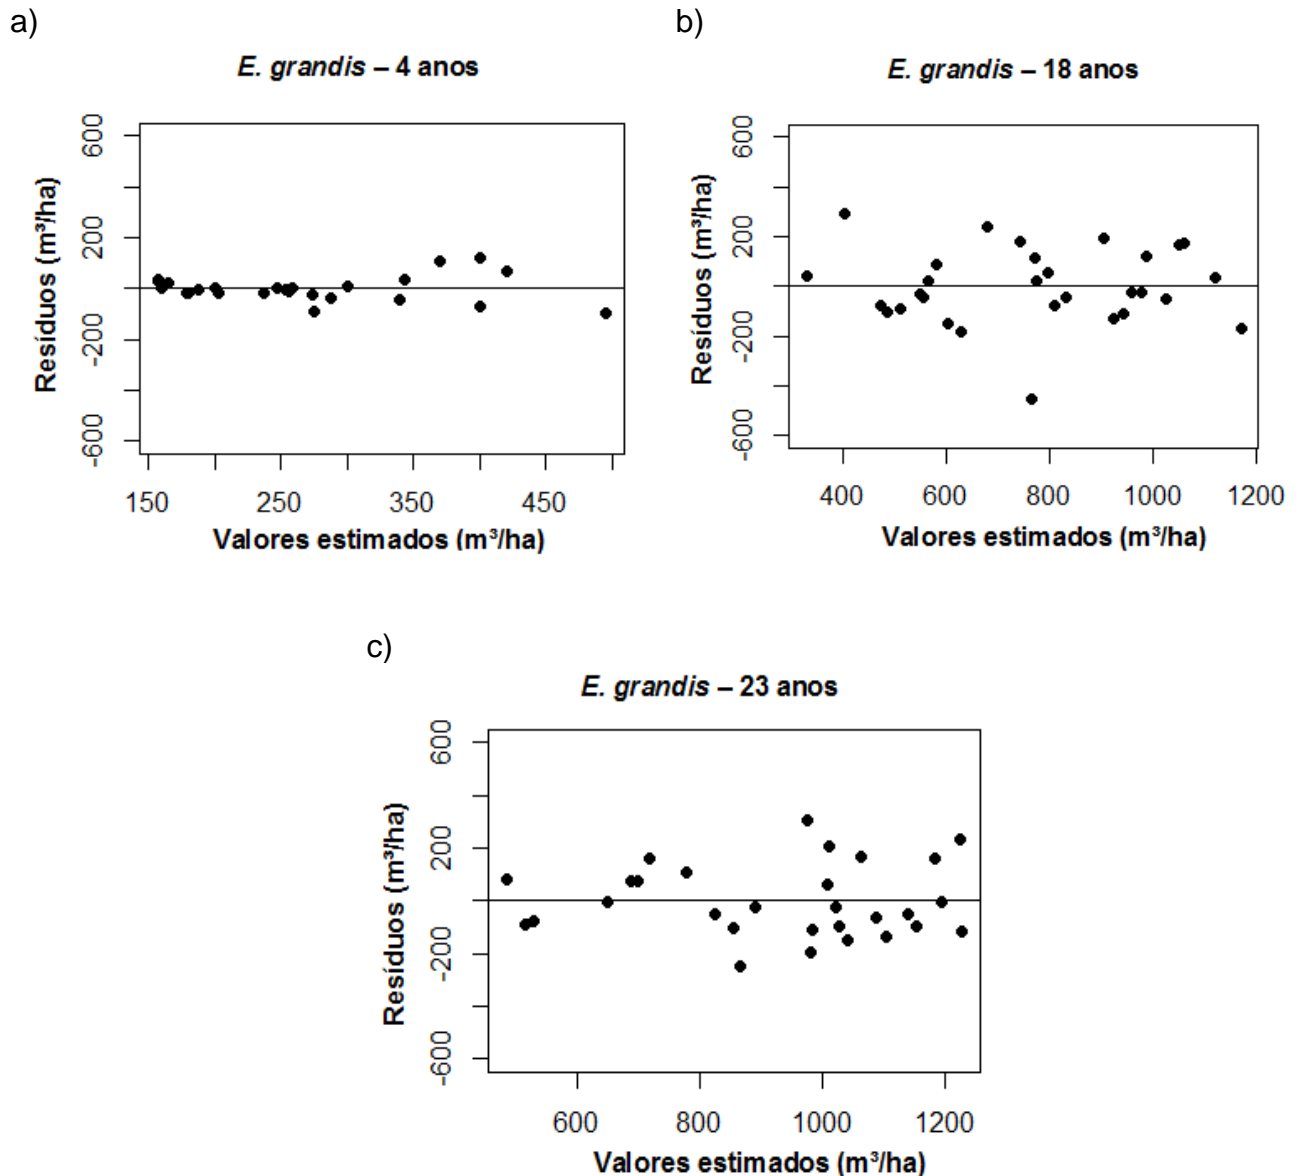 a)
E. grandis – 4 anos
600
200
-200
-600
Resíduos (m³/ha)
150 250 350 450
Valores estimados (m³/ha)
b)
E. grandis – 18 anos
600
200
-200
-600
Resíduos (m³/ha)
400 600 800 1000 1200
Valores estimados (m³/ha)
c)
E. grandis – 23 anos
600
200
-200
-600
Resíduos (m³/ha)
600 800 1000 1200
Valores estimados (m³/ha)